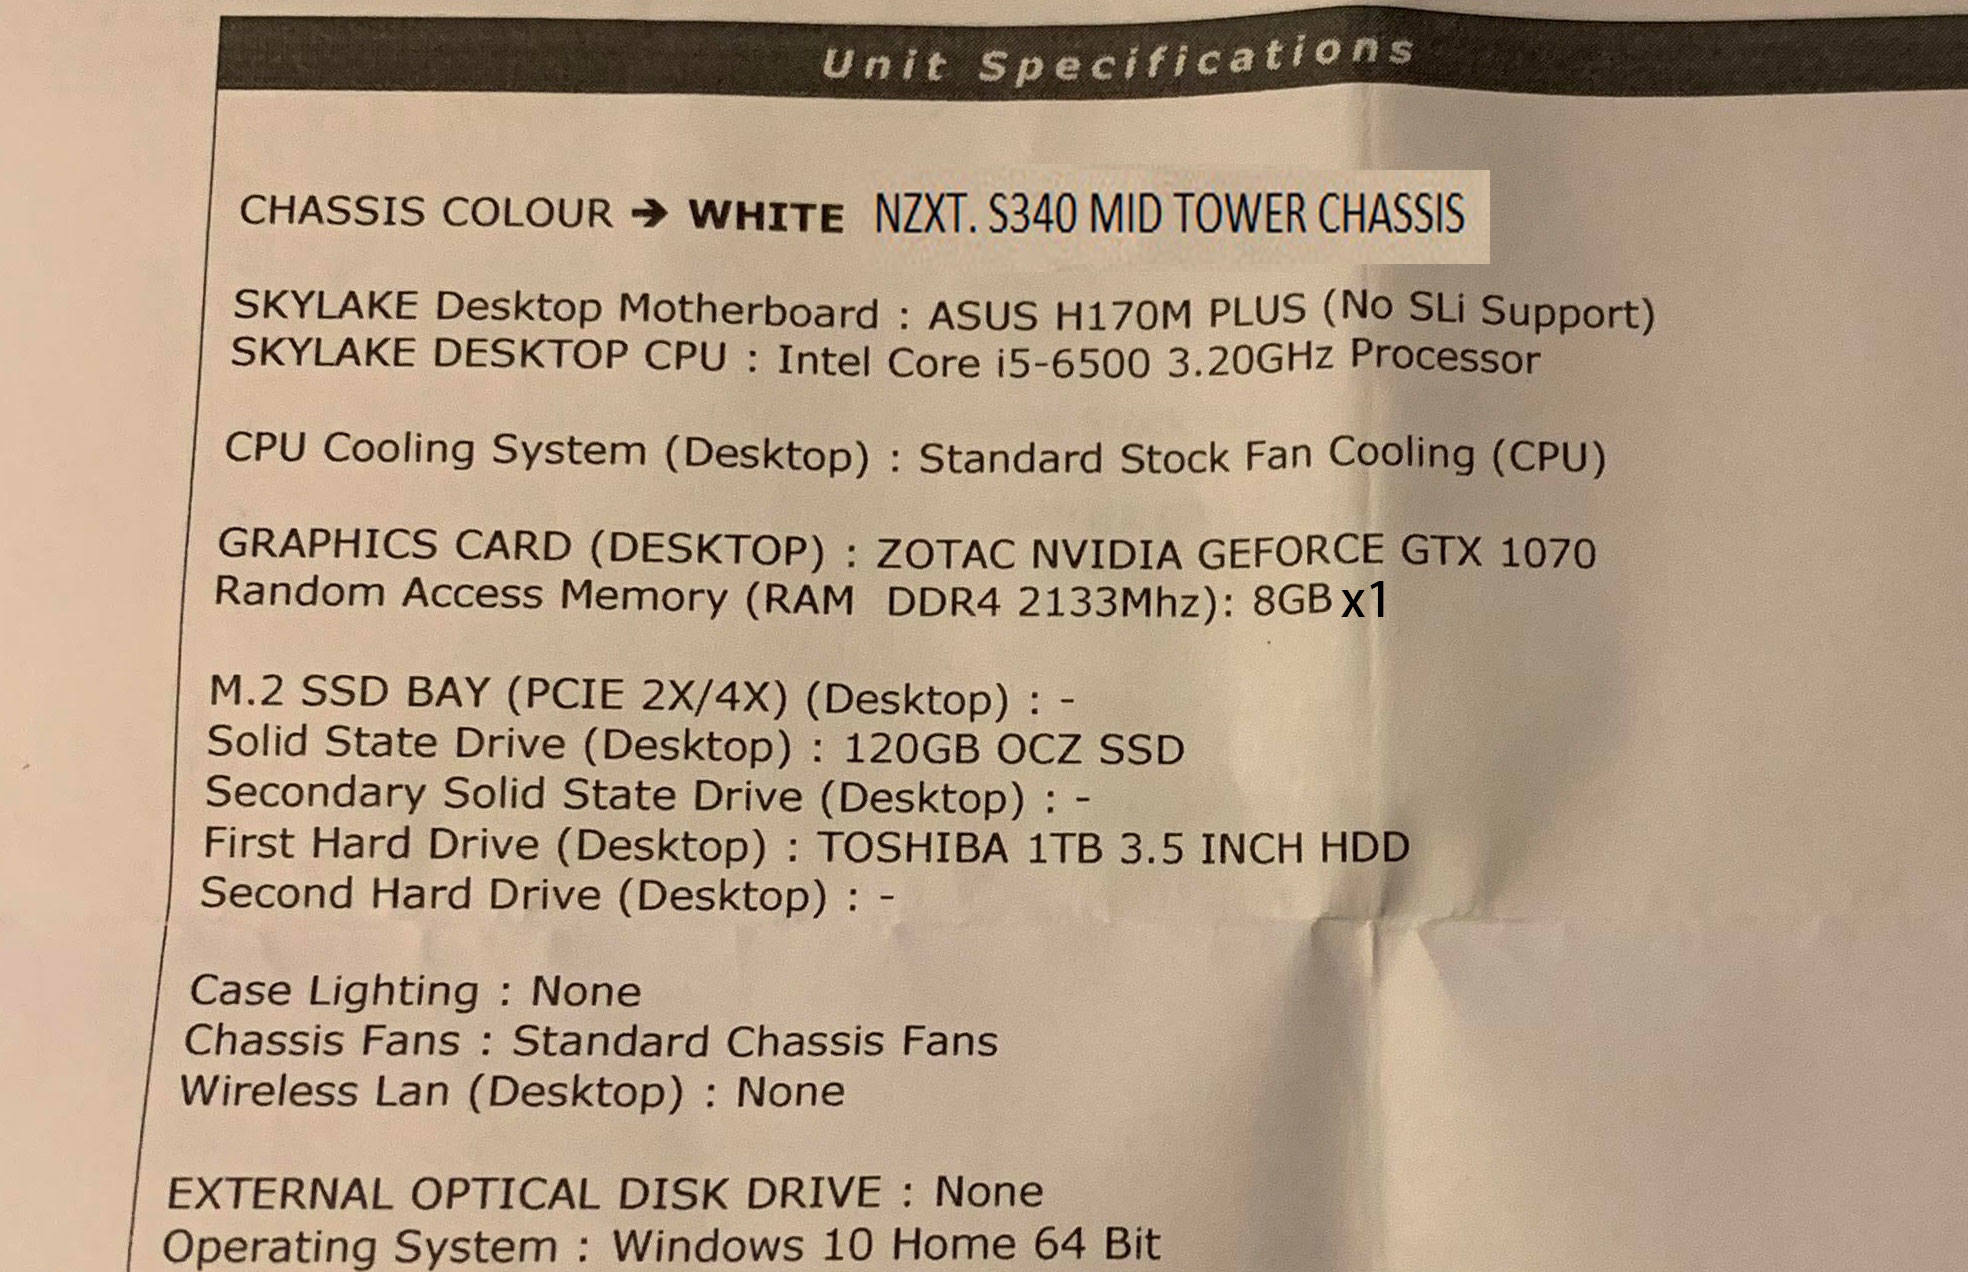 Unit Specifications
CHASSIS COLOUR → WHITE NZXT. S340 MID TOWER CHASSIS
SKYLAKE Desktop Motherboard : ASUS H170M PLUS (No SLi Support)
SKYLAKE DESKTOP CPU : Intel Core i5-6500 3.20GHz Processor
CPU Cooling System (Desktop) : Standard Stock Fan Cooling (CPU)
GRAPHICS CARD (DESKTOP) : ZOTAC NVIDIA GEFORCE GTX 1070
Random Access Memory (RAM DDR4 2133Mhz): 8GB x1
M.2 SSD BAY (PCIE 2X/4X) (Desktop) : -
Solid State Drive (Desktop) : 120GB OCZ SSD
Secondary Solid State Drive (Desktop) : -
First Hard Drive (Desktop) : TOSHIBA 1TB 3.5 INCH HDD
Second Hard Drive (Desktop) : -
Case Lighting : None
Chassis Fans : Standard Chassis Fans
Wireless Lan (Desktop) : None
EXTERNAL OPTICAL DISK DRIVE : None
Operating System : Windows 10 Home 64 Bit